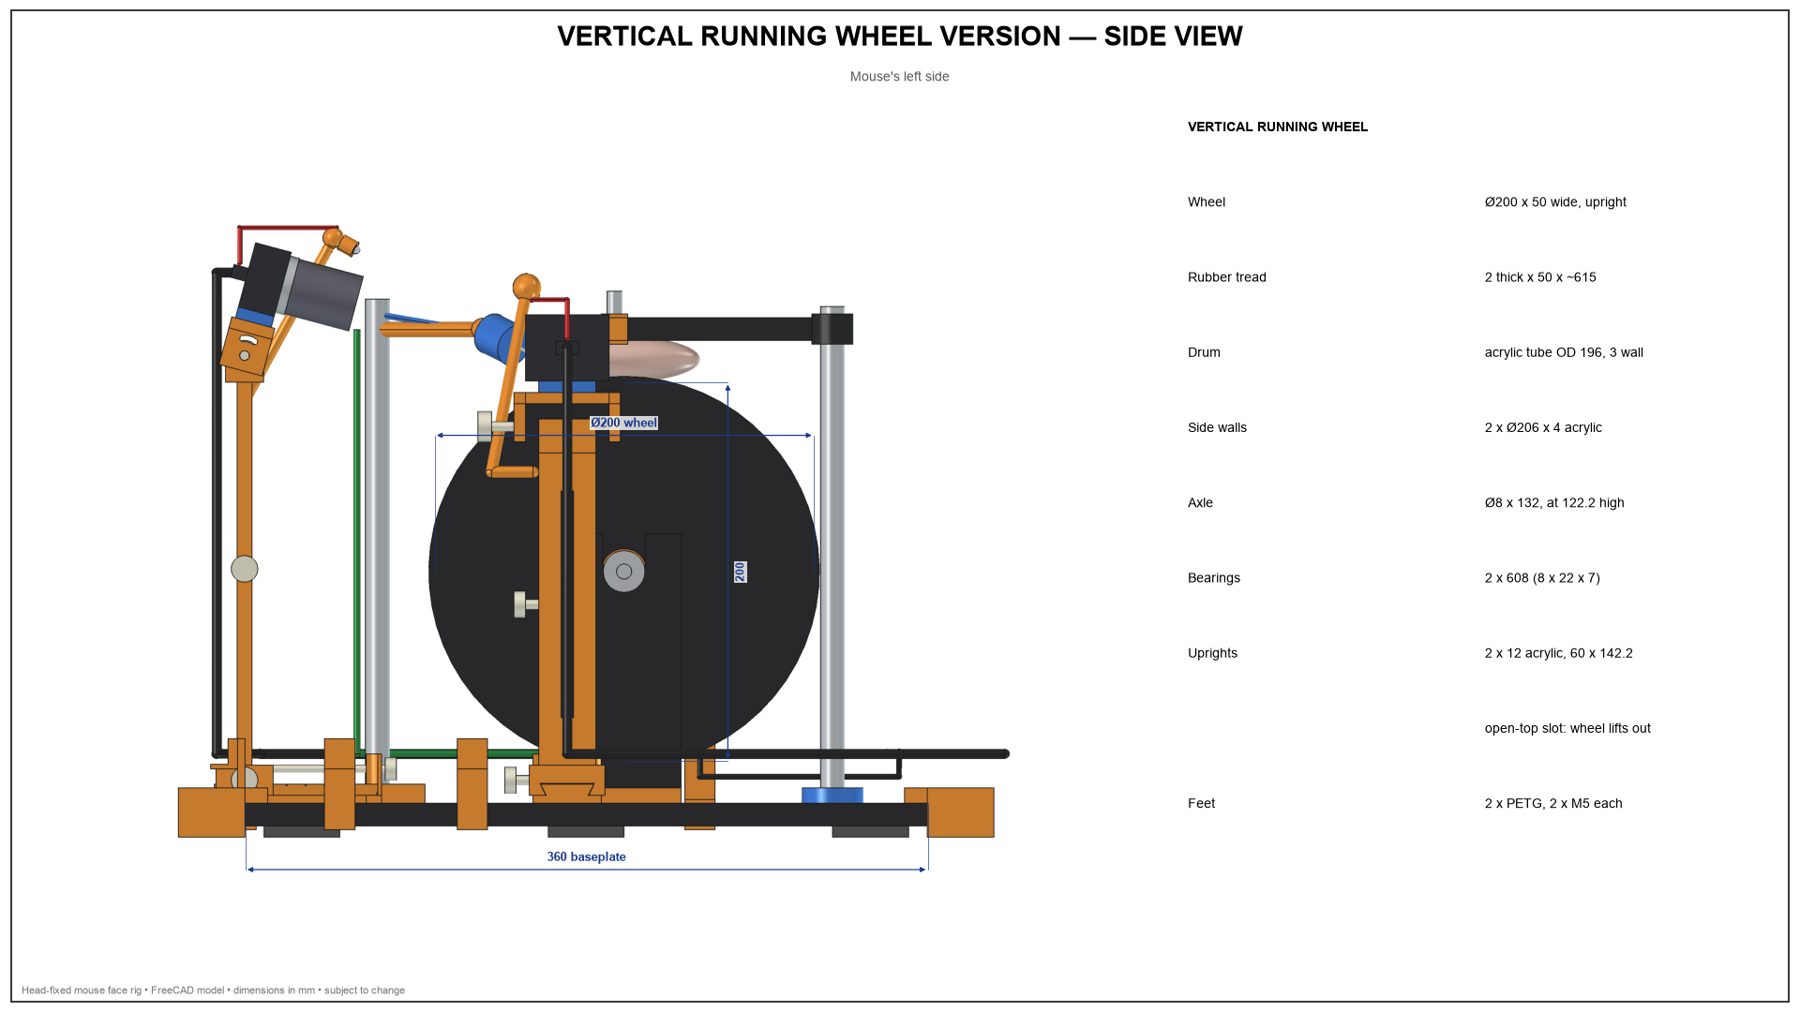 VERTICAL RUNNING WHEEL VERSION — SIDE VIEW
Mouse's left side
VERTICAL RUNNING WHEEL
Wheel Ø200 x 50 wide, upright
Rubber tread 2 thick x 50 x ~615
Drum acrylic tube OD 196, 3 wall
Side walls 2 x Ø206 x 4 acrylic
Axle Ø8 x 132, at 122.2 high
Bearings 2 x 608 (8 x 22 x 7)
Uprights 2 x 12 acrylic, 60 x 142.2
open-top slot: wheel lifts out
Feet 2 x PETG, 2 x M5 each
Ø200 wheel
200
360 baseplate
Head-fixed mouse face rig • FreeCAD model • dimensions in mm • subject to change